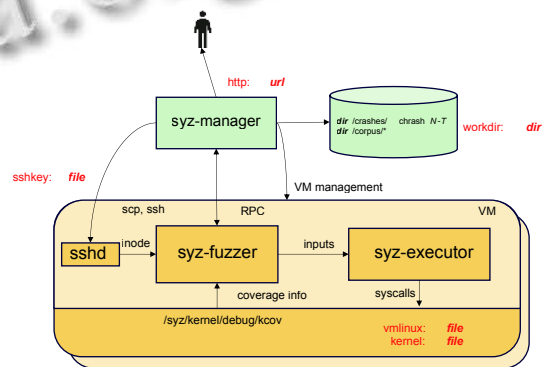 http: url
syz-manager
dir /crashes/ chrash N-T
dir /corpus/*
workdir: dir
sshkey: file
VM management
scp, ssh
RPC
VM
sshd
inode
syz-fuzzer
inputs
syz-executor
coverage info
syscalls
/syz/kernel/debug/kcov
vmlinux: file
kernel: file